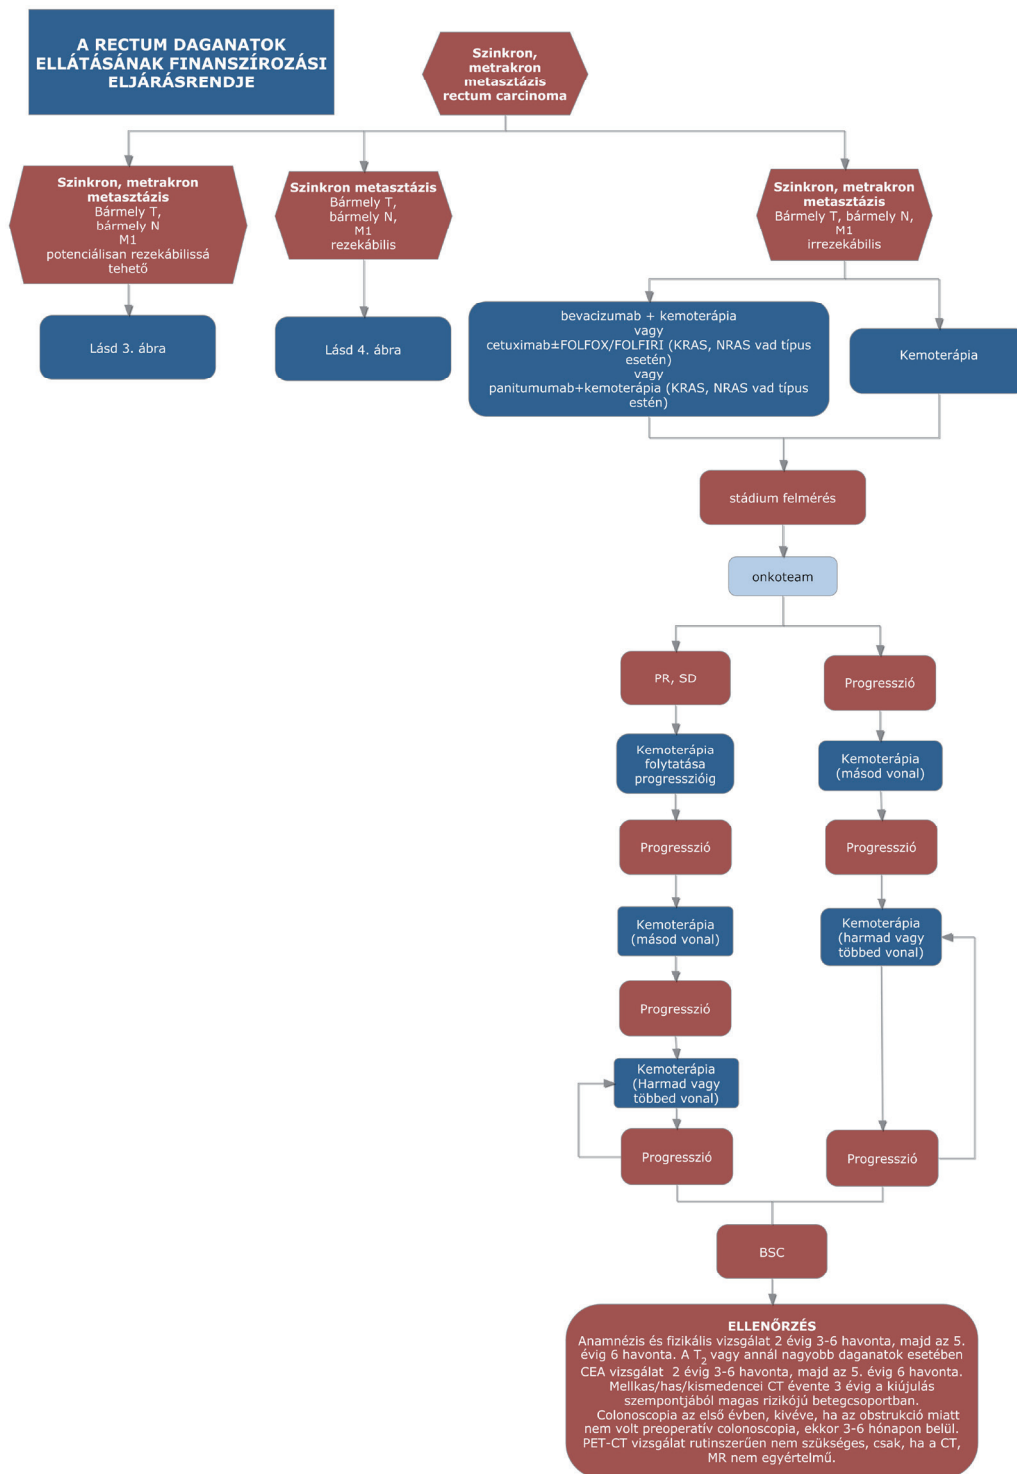 A RECTUM DAGANATOK
ELLÁTÁSÁNAK FINANSZÍROZÁSI
ELJÁRÁSRENDJE
Szinkron,
metrakron
metasztázis
rectum carcinoma
Szinkron, metrakron
metasztázis
Bármely T,
bármely N
M1
potenciálisan rezekábilissá
tehető
Szinkron metasztázis
Bármely T,
bármely N,
M1
rezekábilis
Szinkron, metrakron
metasztázis
Bármely T, bármely N,
M1
irrezekábilis
Lásd 3. ábra
Lásd 4. ábra
bevacizumab + kemoterápia
vagy
cetuximab±FOLFOX/FOLFIRI (KRAS, NRAS vad típus
esetén)
vagy
panitumumab+kemoterápia (KRAS, NRAS vad típus
estén)
Kemoterápia
stádium felmérés
onkoteam
PR, SD
Progresszió
Kemoterápia
folytatása
progresszióig
Kemoterápia
(másod vonal)
Progresszió
Progresszió
Kemoterápia
(másod vonal)
Kemoterápia
(harmad vagy
többed vonal)
Progresszió
Kemoterápia
(Harmad vagy
többed vonal)
Progresszió
Progresszió
BSC
ELLENŐRZÉS
Anamnézis és fizikális vizsgálat 2 évig 3-6 havonta, majd az 5.
évig 6 havonta. A T2 vagy annál nagyobb daganatok esetében
CEA vizsgálat 2 évig 3-6 havonta, majd az 5. évig 6 havonta.
Mellkas/has/kismedencei CT évente 3 évig a kiújulás
szempontjából magas rizikójú betegcsoportban.
Colonoscopia az első évben, kivéve, ha az obstrukció miatt
nem volt preoperatív colonoscopia, ekkor 3-6 hónapon belül.
PET-CT vizsgálat rutinszerűen nem szükséges, csak, ha a CT,
MR nem egyértelmű.